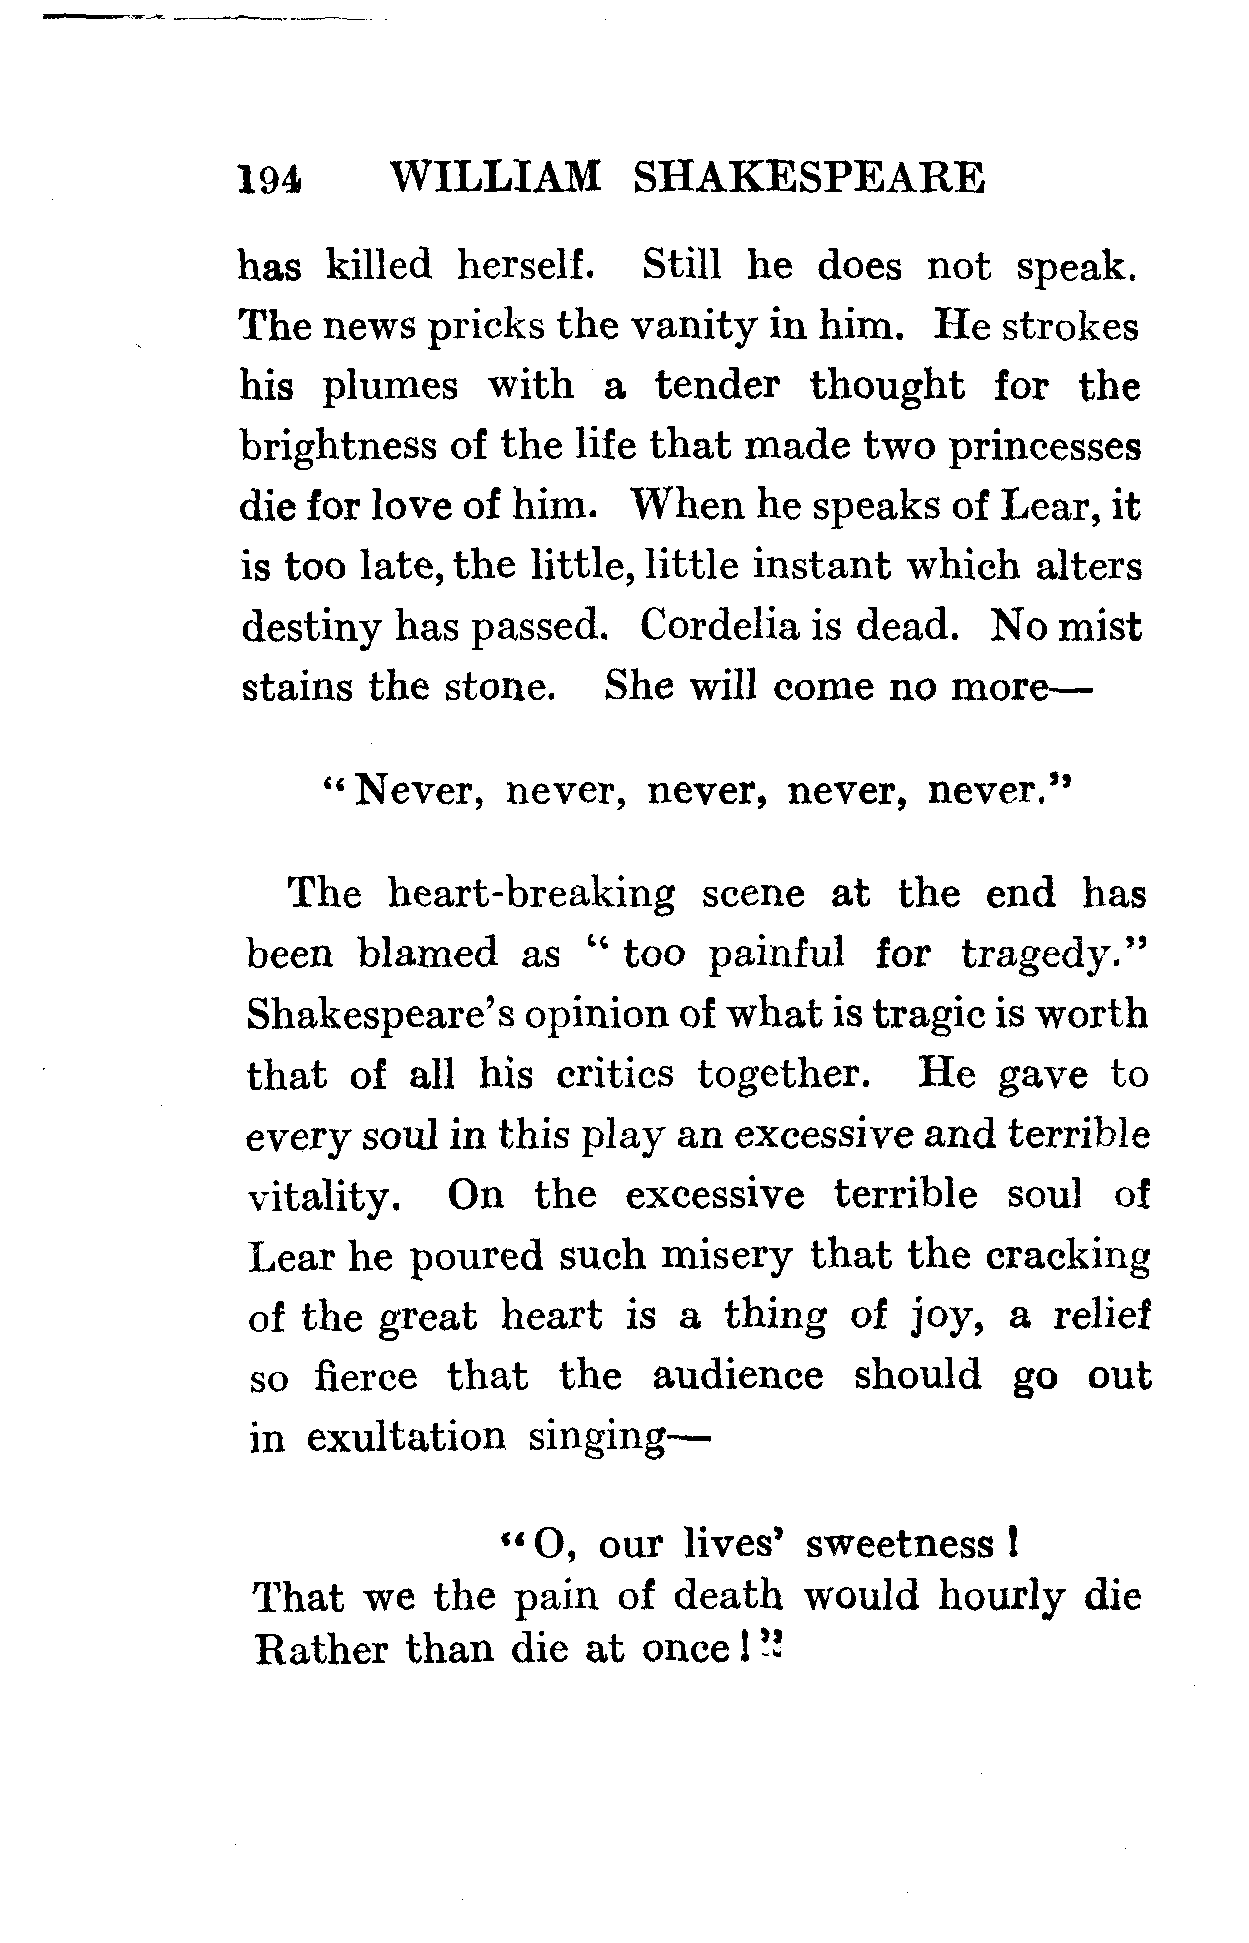 194 WILLIAM SHAKESPEARE
has killed herself. Still he does not speak.
The news pricks the vanity in him. He strokes
his plumes with a tender thought for the
brightness of the life that made two princesses
die for love of him. When he speaks of Lear, it
is too late, the little, little instant which alters
destiny has passed. Cordelia is dead. No mist
stains the stone. She will come no more—
“Never, never, never, never, never.”
The heart-breaking scene at the end has
been blamed as “too painful for tragedy.”
Shakespeare’s opinion of what is tragic is worth
that of all his critics together. He gave to
every soul in this play an excessive and terrible
vitality. On the excessive terrible soul of
Lear he poured such misery that the cracking
of the great heart is a thing of joy, a relief
so fierce that the audience should go out
in exultation singing—
“O, our lives’ sweetness !
That we the pain of death would hourly die
Rather than die at once !”